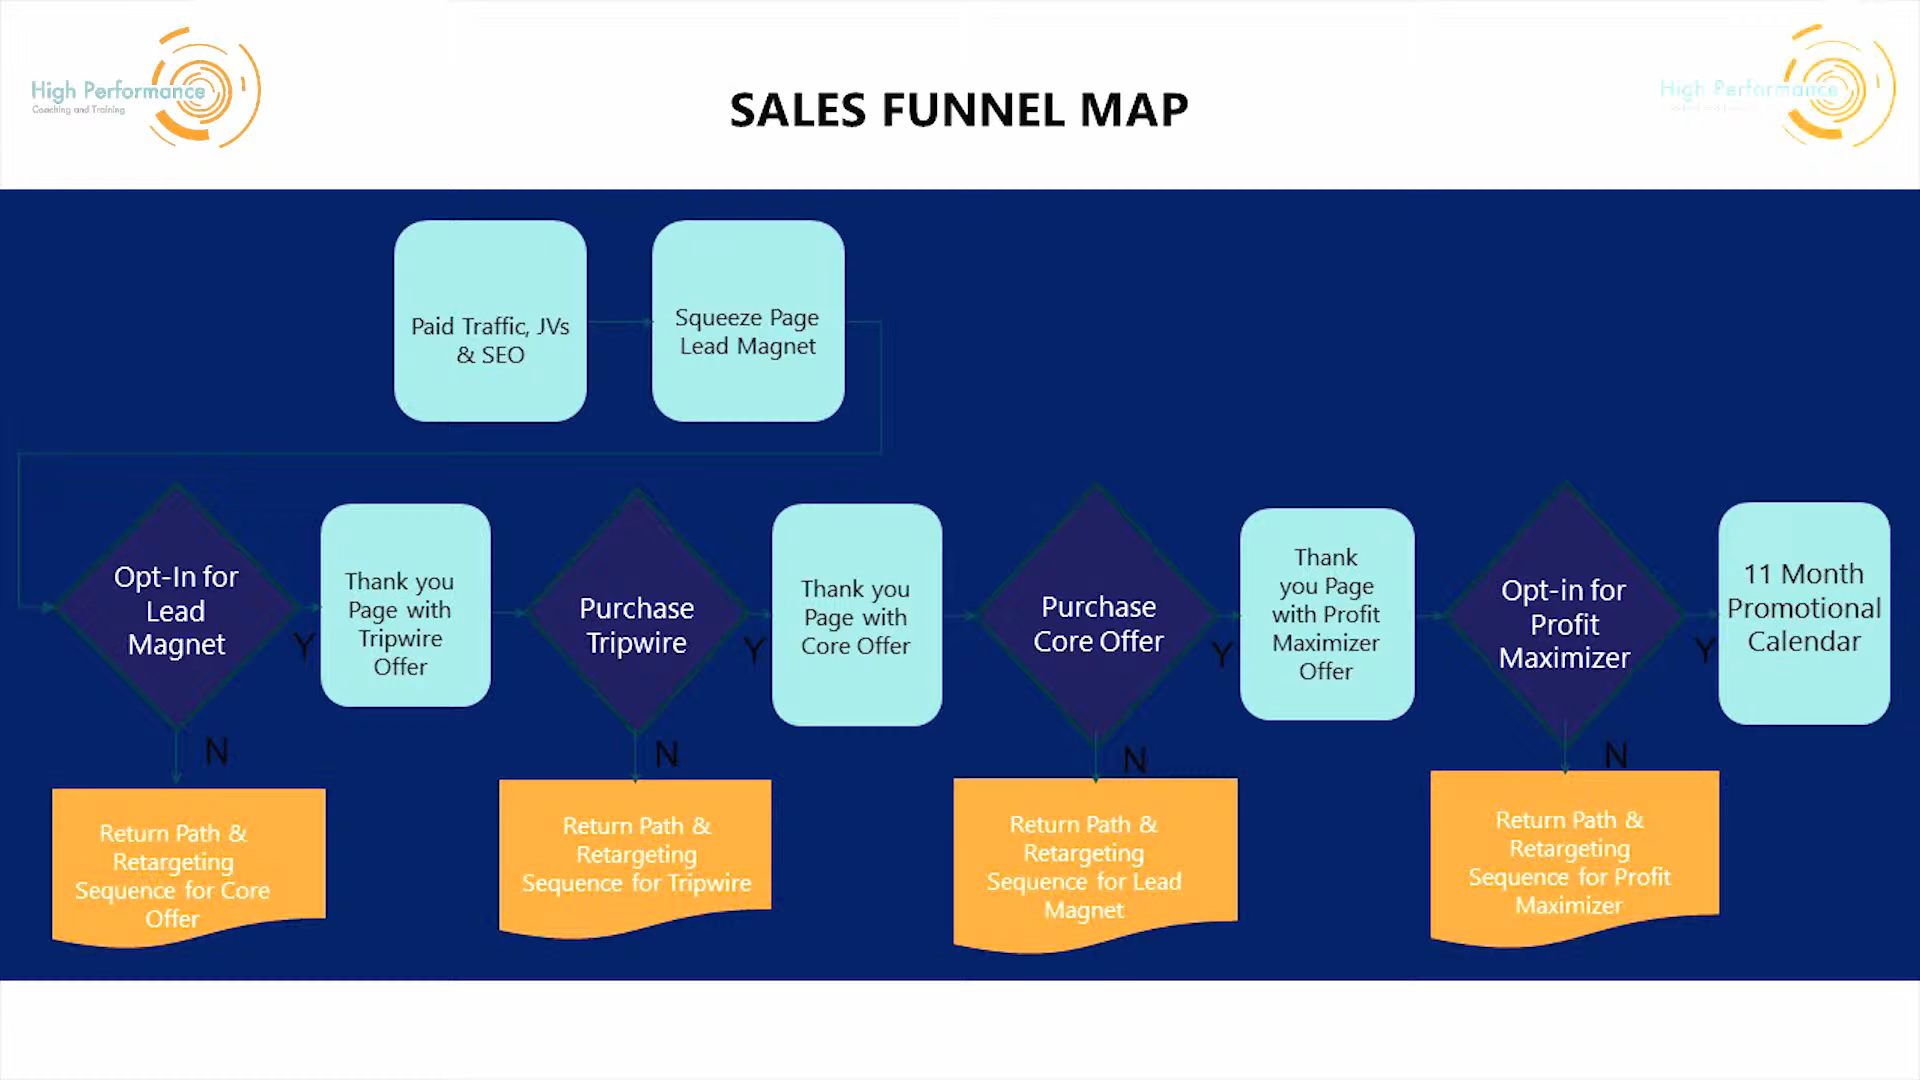 High Performance
Coaching and Training
High Performance
SALES FUNNEL MAP
Paid Traffic, JVs
& SEO
Squeeze Page
Lead Magnet
Opt-In for
Lead
Magnet
Y
N
Thank you
Page with
Tripwire
Offer
Purchase
Tripwire
Y
N
Thank you
Page with
Core Offer
Purchase
Core Offer
Y
N
Thank
you Page
with Profit
Maximizer
Offer
Opt-in for
Profit
Maximizer
Y
N
11 Month
Promotional
Calendar
Return Path &
Retargeting
Sequence for Core
Offer
Return Path &
Retargeting
Sequence for Tripwire
Return Path &
Retargeting
Sequence for Lead
Magnet
Return Path &
Retargeting
Sequence for Profit
Maximizer